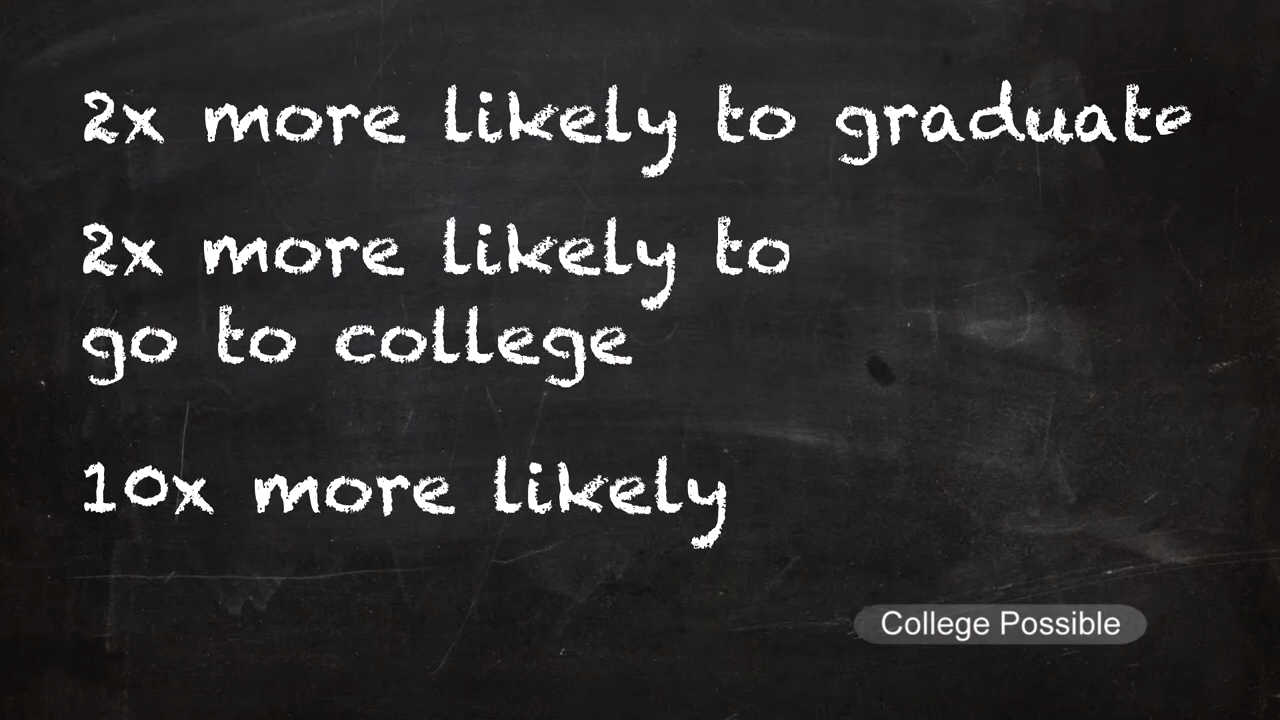 2x more likely to graduate
2x more likely to
go to college
10x more likely
College Possible